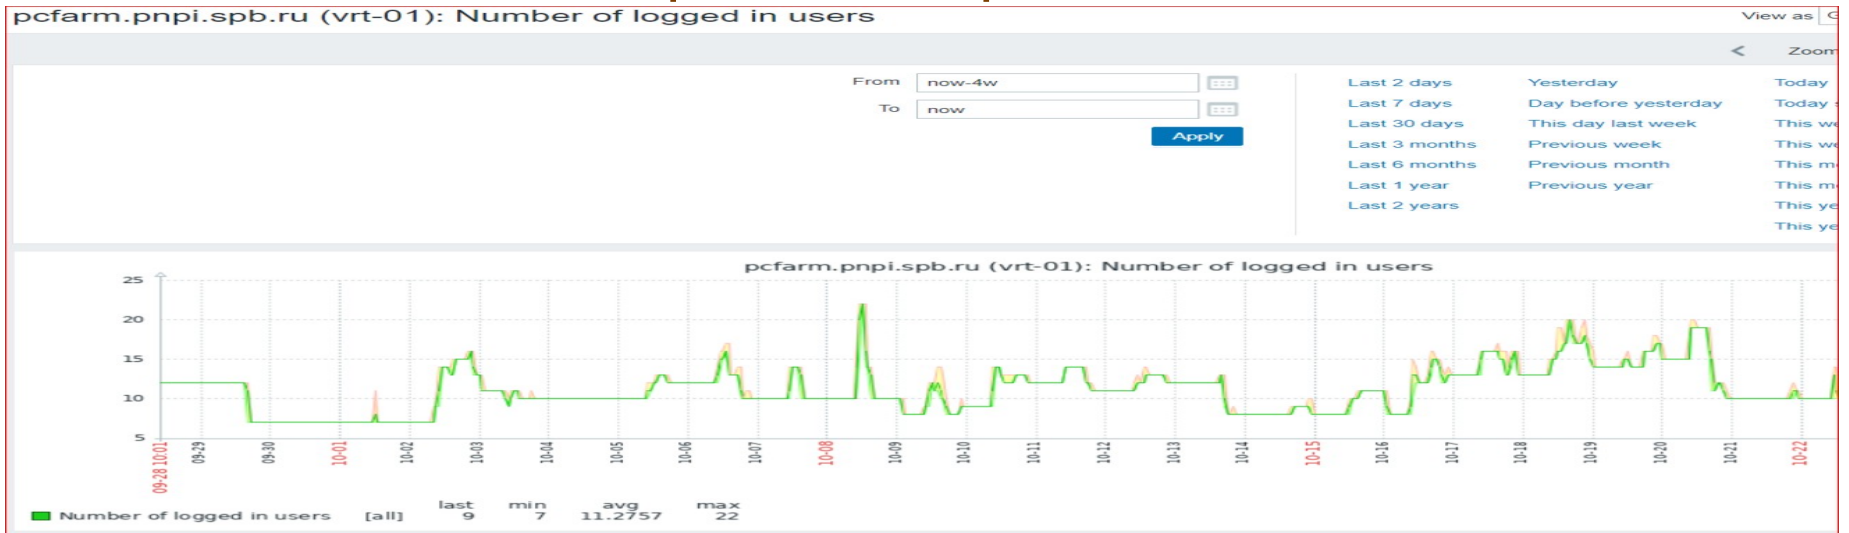 pcfarm.pnpi.spb.ru (vrt-01): Number of logged in users
View as
Zoom
From now-4w
To now
Apply
Last 2 days Yesterday Today
Last 7 days Day before yesterday Today
Last 30 days This day last week This
Last 3 months Previous week This
Last 6 months Previous month This
Last 1 year Previous year This
Last 2 years This
This
pcfarm.pnpi.spb.ru (vrt-01): Number of logged in users
25
20
15
10
5
09-28 10:01 09-29 09-30 10-01 10-02 10-03 10-04 10-05 10-06 10-07 10-08 10-09 10-10 10-11 10-12 10-13 10-14 10-15 10-16 10-17 10-18 10-19 10-20 10-21 10-22
last min avg max
Number of logged in users [all] 9 7 11.2757 22